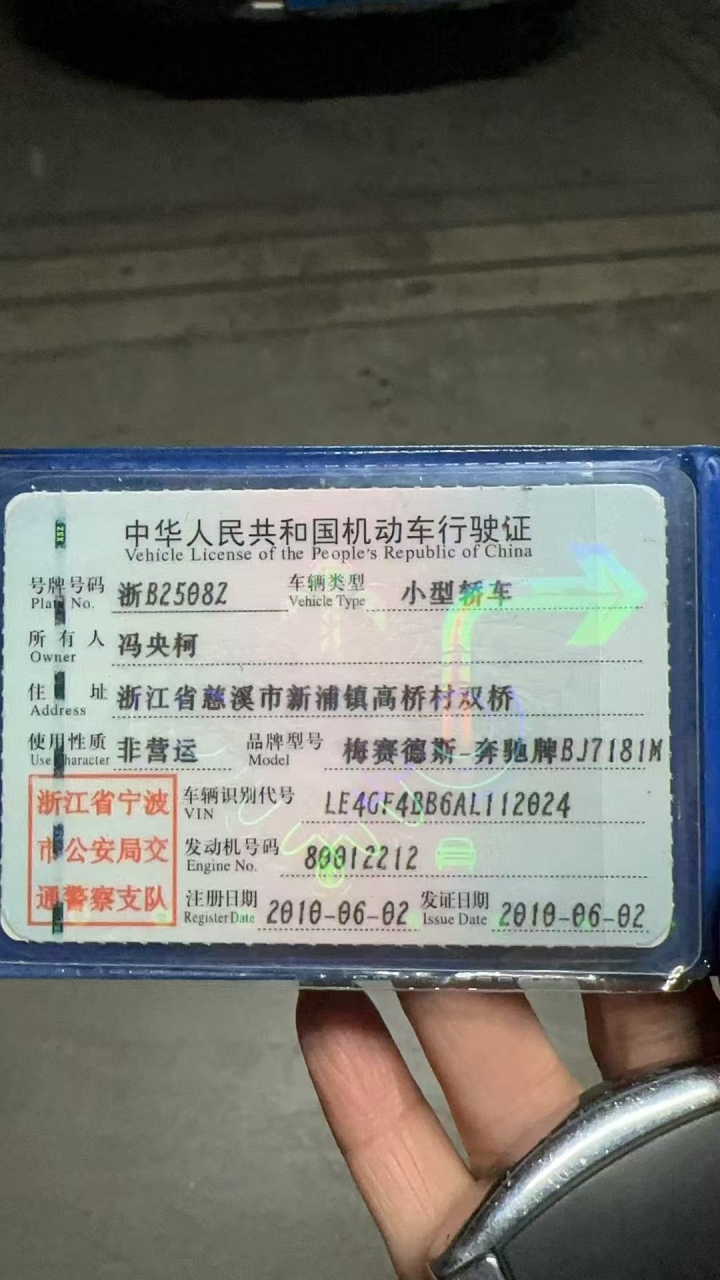 中华人民共和国机动车行驶证
Vehicle License of the People's Republic of China
号牌号码 浙B2508Z 车辆类型 小型轿车
Plate No. Vehicle Type
所有人 冯央柯
Owner
住址 浙江省慈溪市新浦镇高桥村双桥
Address
使用性质 非营运 品牌型号 梅赛德斯-奔驰牌BJ7181M
Use Character Model
浙江省宁波 车辆识别代号 LE4GF4BB6AL112024
VIN
市公安局交 发动机号码 80012212
Engine No.
通警察支队 注册日期 2010-06-02 发证日期 2010-06-02
Register Date Issue Date